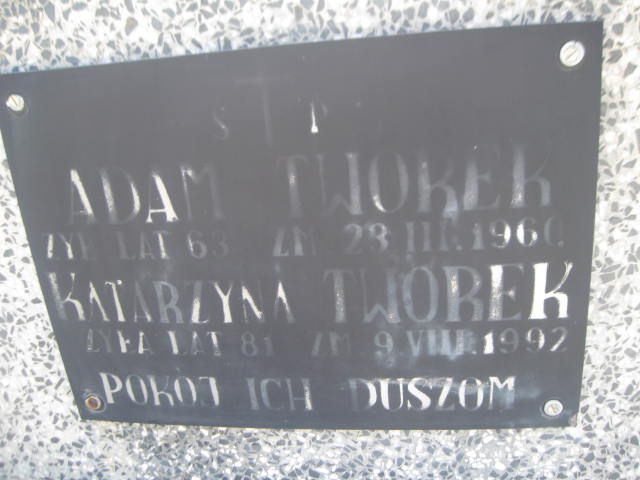 S T P
ADAM TWOREK
ŻYŁ LAT 63 ZM. 28.III.1960.
KATARZYNA TWOREK
ŻYŁA LAT 81 ZM. 9.VIII.1992
POKÓJ ICH DUSZOM